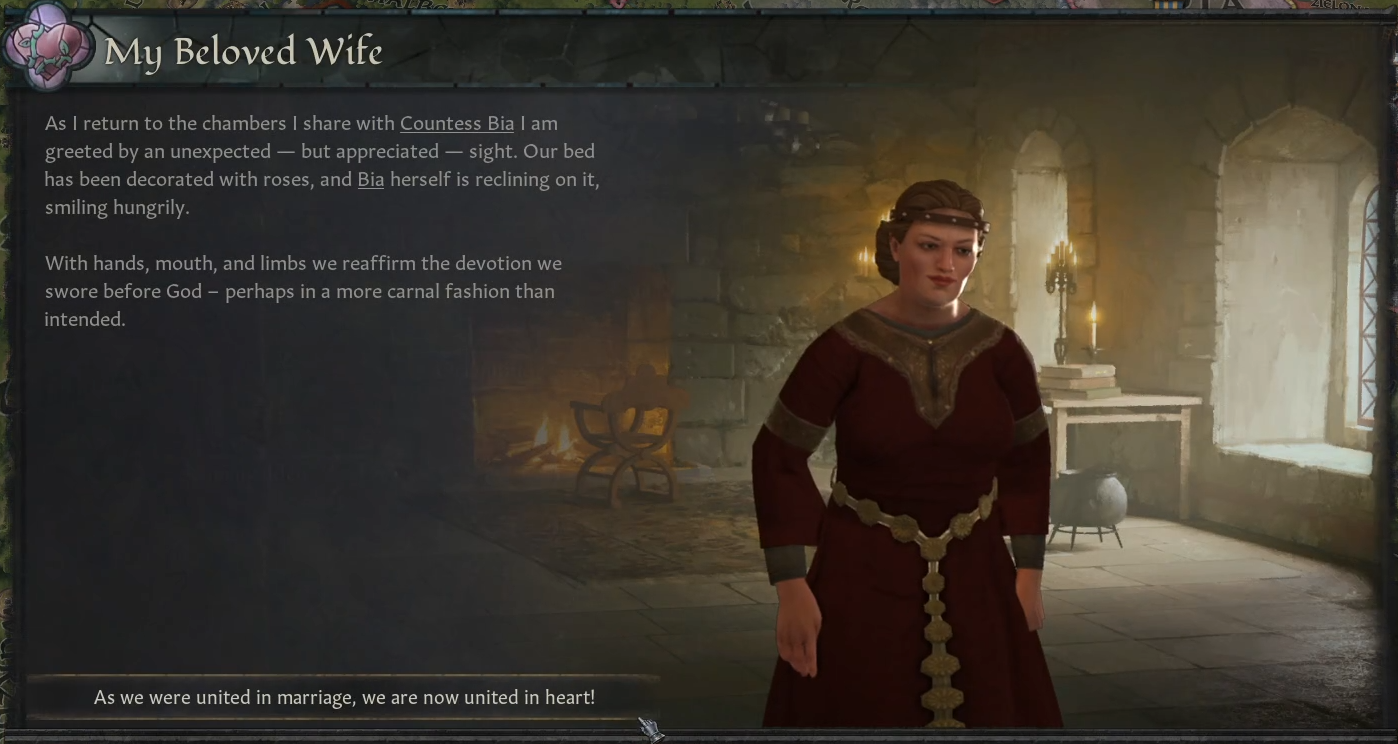 My Beloved Wife
As I return to the chambers I share with Countess Bia I am
greeted by an unexpected — but appreciated — sight. Our bed
has been decorated with roses, and Bia herself is reclining on it,
smiling hungrily.
With hands, mouth, and limbs we reaffirm the devotion we
swore before God – perhaps in a more carnal fashion than
intended.
As we were united in marriage, we are now united in heart!